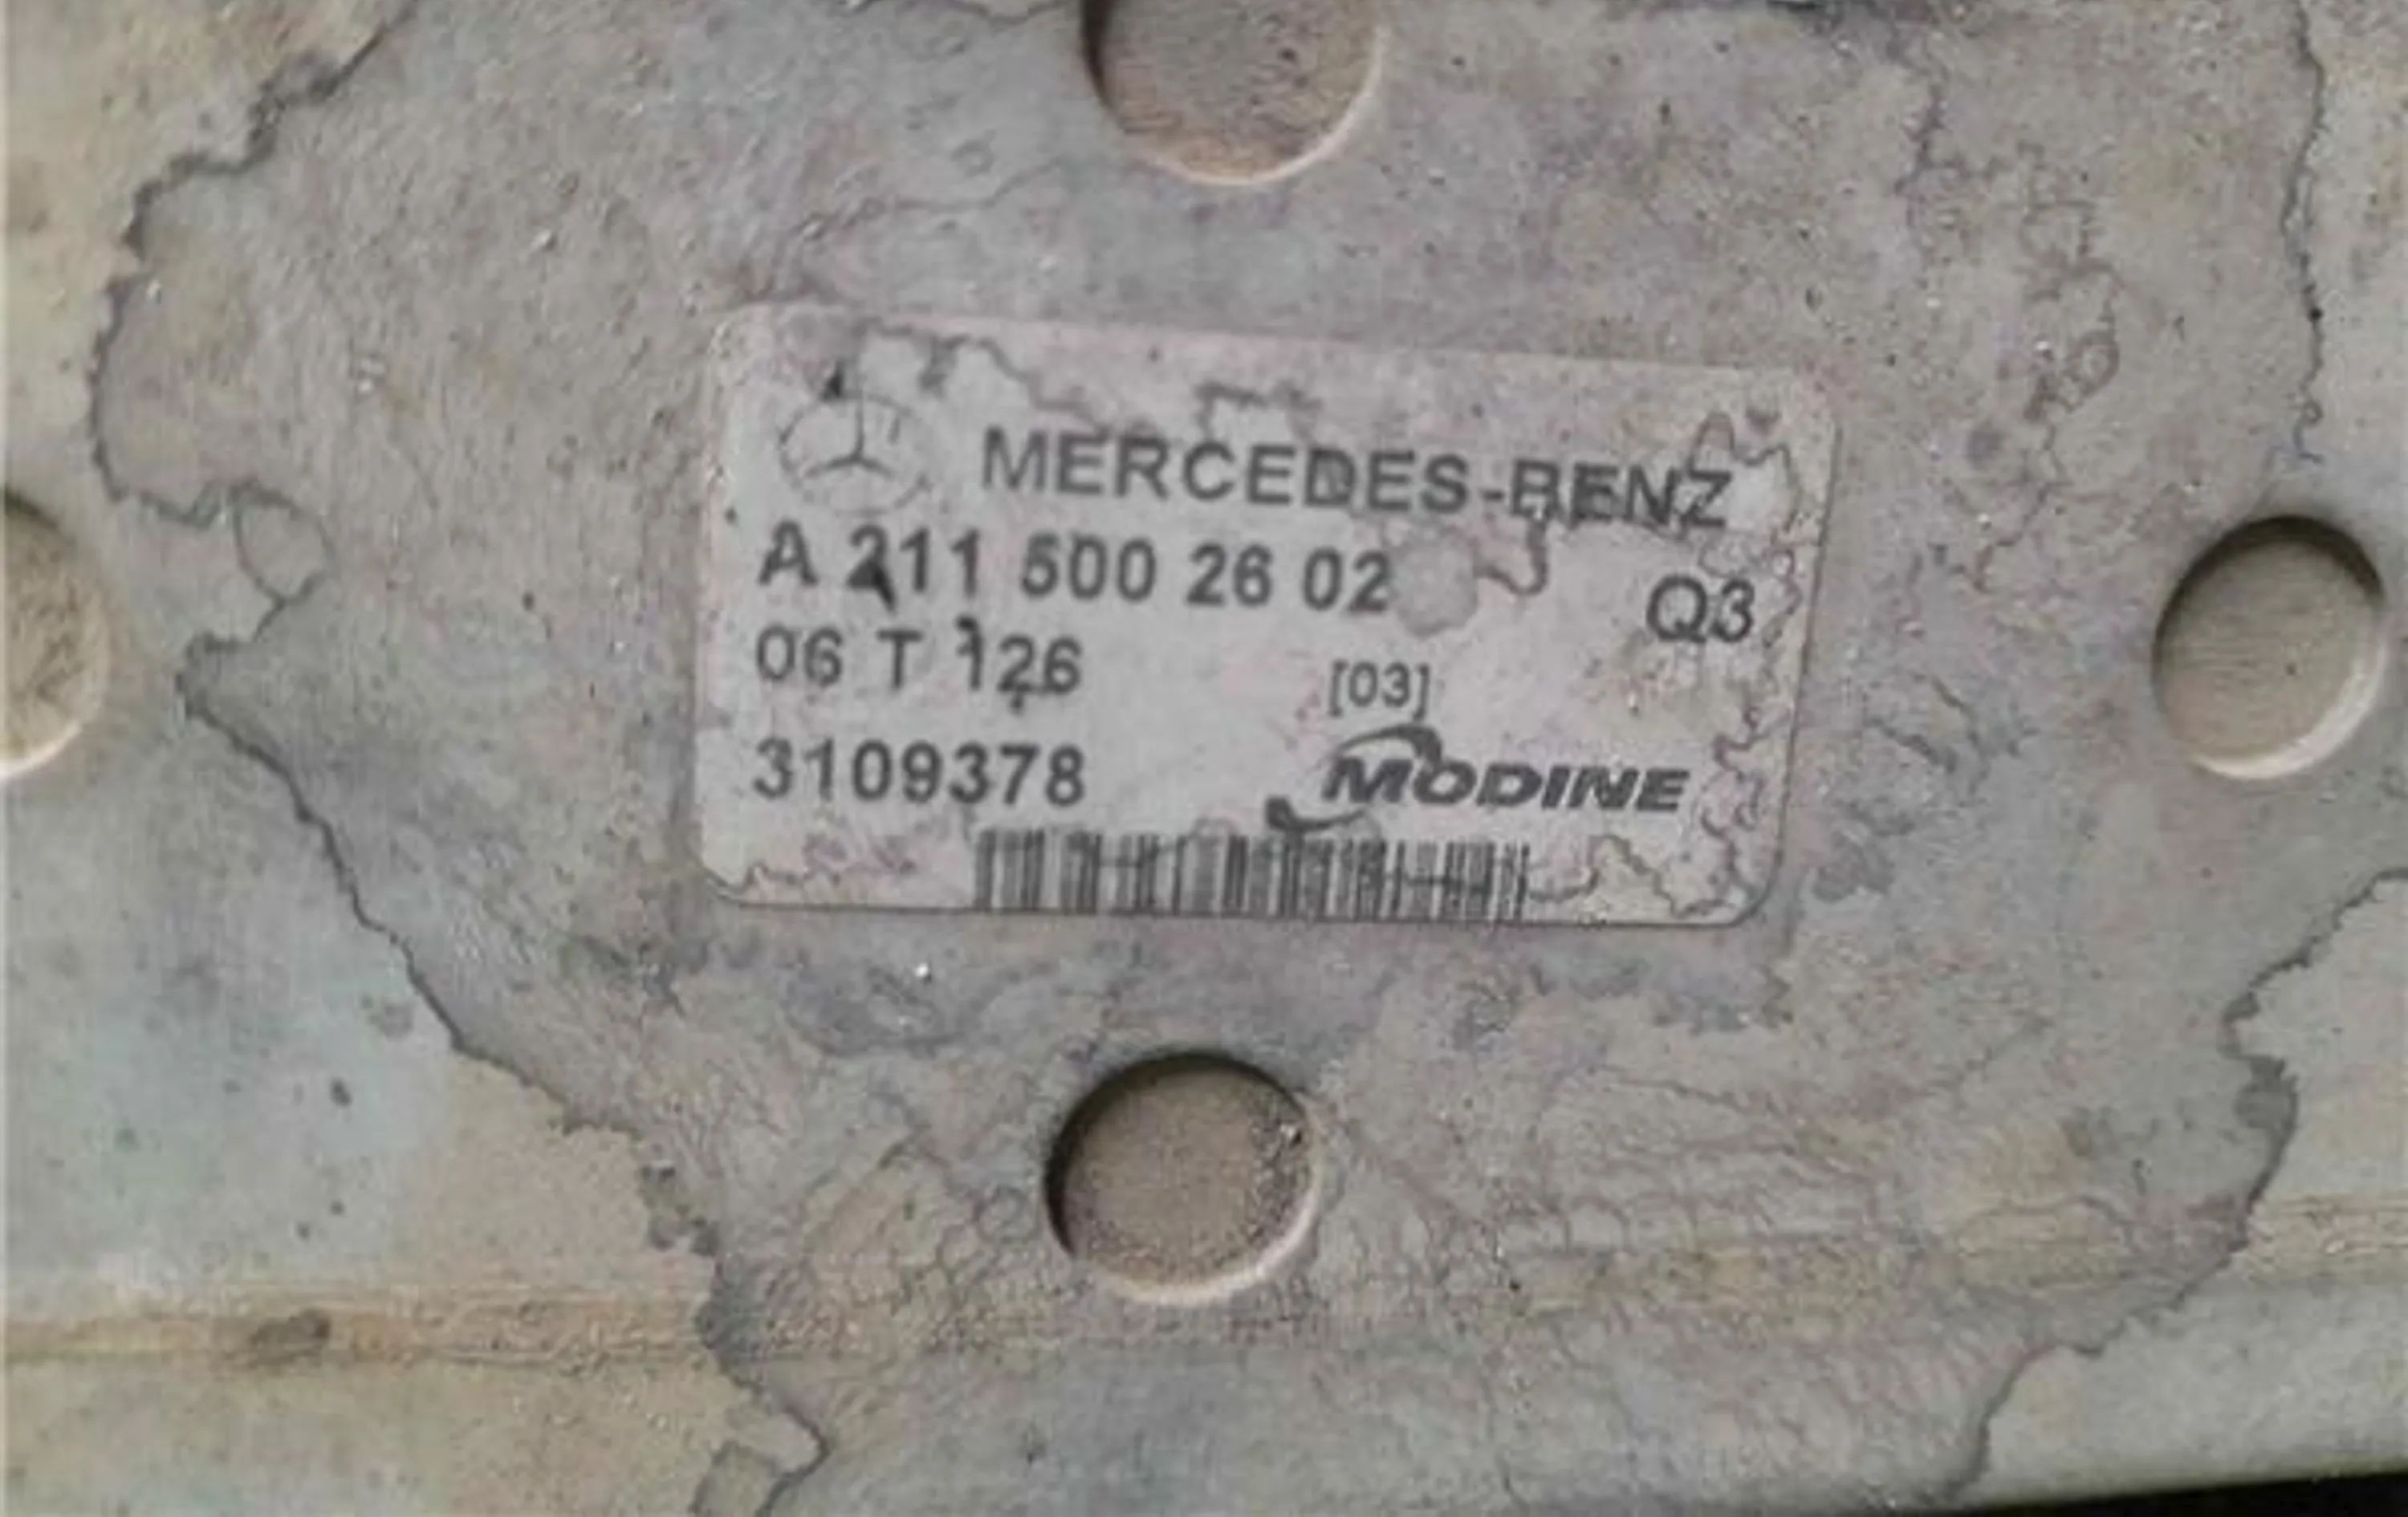 MERCEDES-BENZ
A 211 500 26 02
Q3
06 T 126
[03]
3109378
MODINE